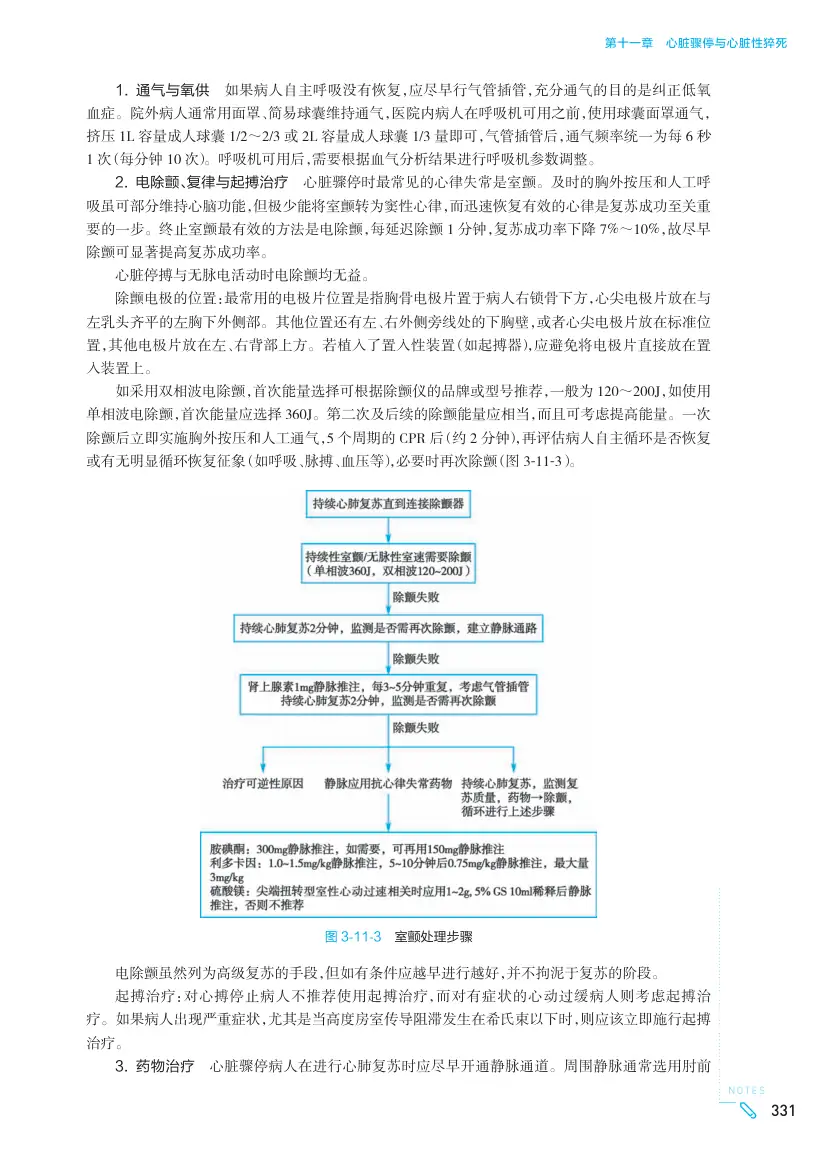 第十一章 心脏骤停与心脏性猝死
1. 通气与氧供 如果病人自主呼吸没有恢复,应尽早行气管插管,充分通气的目的是纠正低氧
血症。院外病人通常用面罩、简易球囊维持通气,医院内病人在呼吸机可用之前,使用球囊面罩通气,
挤压 1L 容量成人球囊 1/2～2/3 或 2L 容量成人球囊 1/3 量即可,气管插管后,通气频率统一为每 6 秒
1 次(每分钟 10 次)。呼吸机可用后,需要根据血气分析结果进行呼吸机参数调整。
2. 电除颤、复律与起搏治疗 心脏骤停时最常见的心律失常是室颤。及时的胸外按压和人工呼
吸虽可部分维持心脑功能,但极少能将室颤转为窦性心律,而迅速恢复有效的心律是复苏成功至关重
要的一步。终止室颤最有效的方法是电除颤,每延迟除颤 1 分钟,复苏成功率下降 7%～10%,故尽早
除颤可显著提高复苏成功率。
心脏停搏与无脉电活动时电除颤均无益。
除颤电极的位置:最常用的电极片位置是指胸骨电极片置于病人右锁骨下方,心尖电极片放在与
左乳头齐平的左胸下外侧部。其他位置还有左、右外侧旁线处的下胸壁,或者心尖电极片放在标准位
置,其他电极片放在左、右背部上方。若植入了置入性装置(如起搏器),应避免将电极片直接放在置
入装置上。
如采用双相波电除颤,首次能量选择可根据除颤仪的品牌或型号推荐,一般为 120～200J,如使用
单相波电除颤,首次能量应选择 360J。第二次及后续的除颤能量应相当,而且可考虑提高能量。一次
除颤后立即实施胸外按压和人工通气,5 个周期的 CPR 后(约 2 分钟),再评估病人自主循环是否恢复
或有无明显循环恢复征象(如呼吸、脉搏、血压等),必要时再次除颤(图 3-11-3)。
持续心肺复苏直到连接除颤器
持续性室颤/无脉性室速需要除颤
(单相波360J，双相波120~200J)
除颤失败
持续心肺复苏2分钟，监测是否需再次除颤，建立静脉通路
除颤失败
肾上腺素1mg静脉推注，每3~5分钟重复，考虑气管插管
持续心肺复苏2分钟，监测是否需再次除颤
除颤失败
治疗可逆性原因
静脉应用抗心律失常药物
持续心肺复苏，监测复
苏质量，药物→除颤，
循环进行上述步骤
胺碘酮：300mg静脉推注，如需要，可再用150mg静脉推注
利多卡因：1.0~1.5mg/kg静脉推注，5~10分钟后0.75mg/kg静脉推注，最大量
3mg/kg
硫酸镁：尖端扭转型室性心动过速相关时应用1~2g, 5% GS 10ml稀释后静脉
推注，否则不推荐
图 3-11-3 室颤处理步骤
电除颤虽然列为高级复苏的手段,但如有条件应越早进行越好,并不拘泥于复苏的阶段。
起搏治疗:对心搏停止病人不推荐使用起搏治疗,而对有症状的心动过缓病人则考虑起搏治
疗。如果病人出现严重症状,尤其是当高度房室传导阻滞发生在希氏束以下时,则应该立即施行起搏
治疗。
3. 药物治疗 心脏骤停病人在进行心肺复苏时应尽早开通静脉通道。周围静脉通常选用肘前
NOTES
331